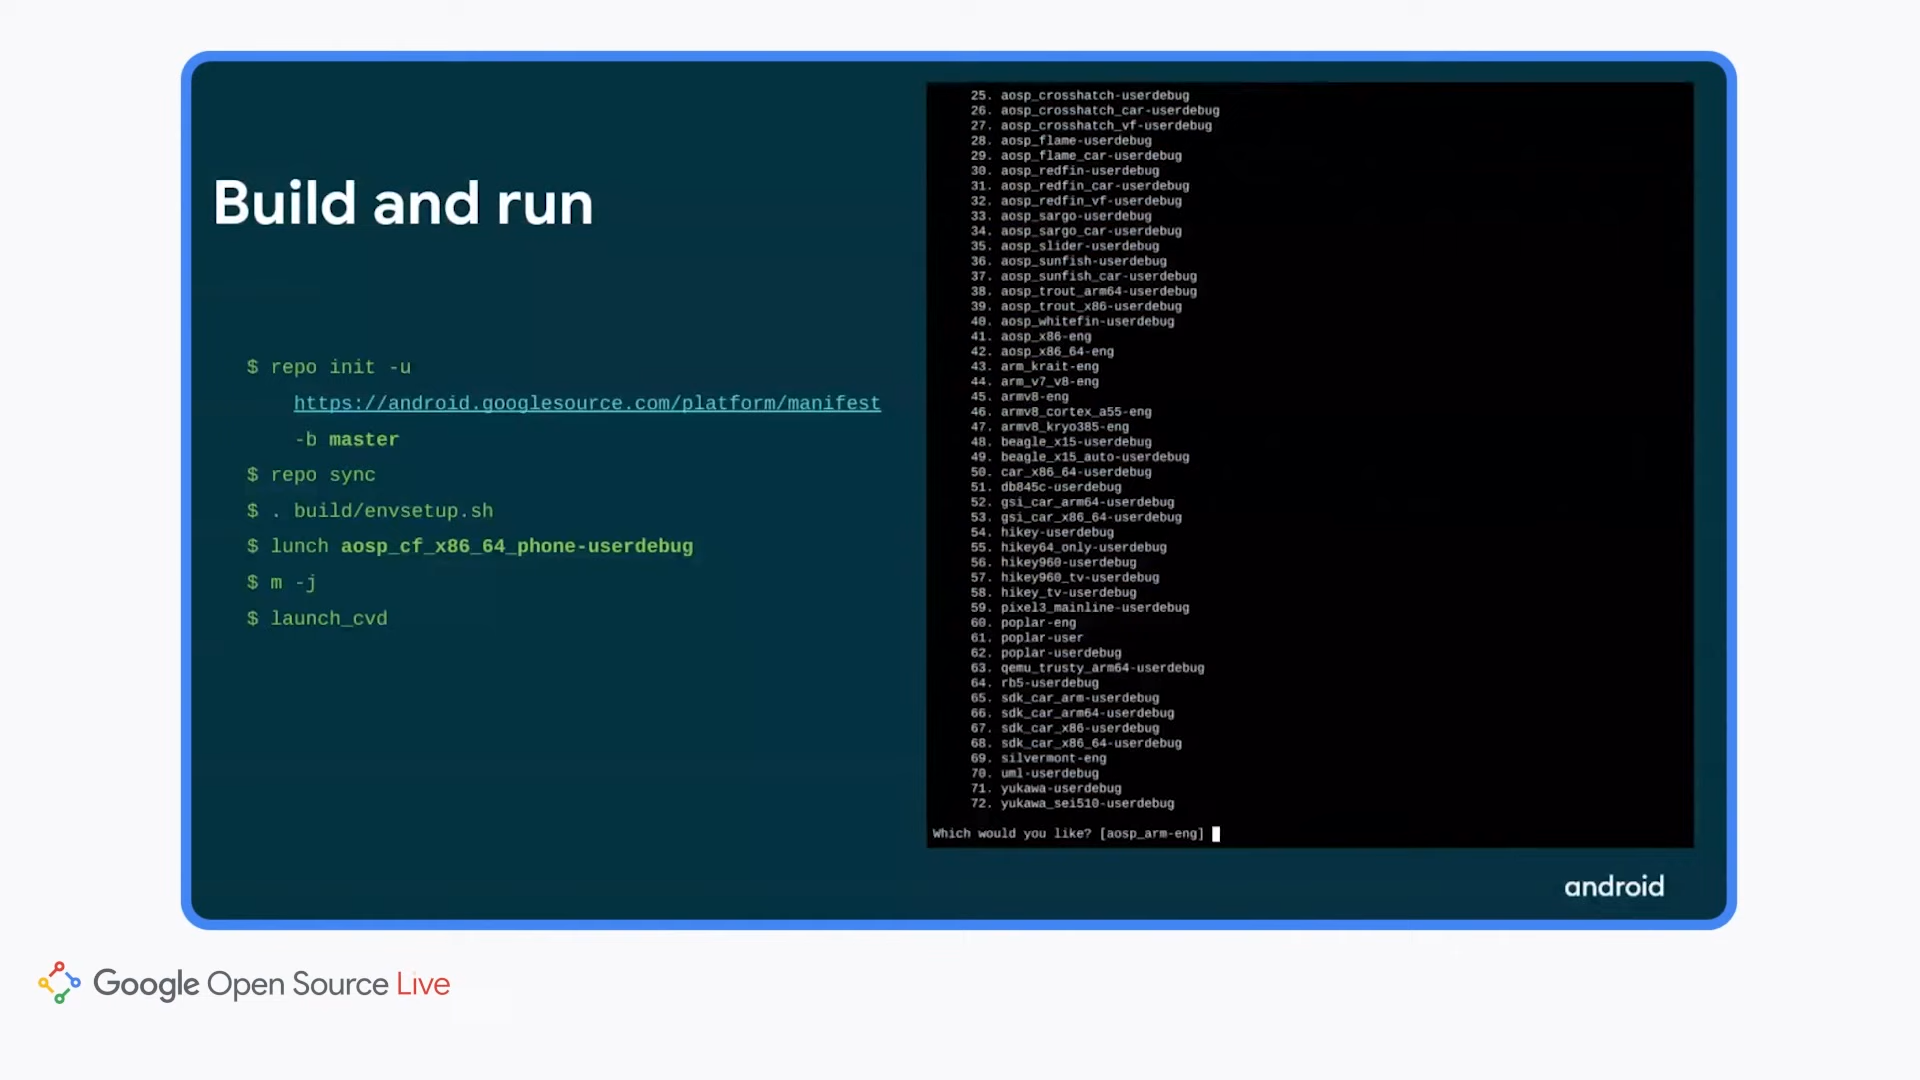 Build and run
$ repo init -u
https://android.googlesource.com/platform/manifest
-b master
$ repo sync
$ . build/envsetup.sh
$ lunch aosp_cf_x86_64_phone-userdebug
$ m -j
$ launch_cvd
25. aosp_crosshatch-userdebug
26. aosp_crosshatch_car-userdebug
27. aosp_crosshatch_vf-userdebug
28. aosp_flame-userdebug
29. aosp_flame_car-userdebug
30. aosp_redfin-userdebug
31. aosp_redfin_car-userdebug
32. aosp_redfin_vf-userdebug
33. aosp_sargo-userdebug
34. aosp_sargo_car-userdebug
35. aosp_slider-userdebug
36. aosp_sunfish-userdebug
37. aosp_sunfish_car-userdebug
38. aosp_trout_arm64-userdebug
39. aosp_trout_x86-userdebug
40. aosp_whitefin-userdebug
41. aosp_x86-eng
42. aosp_x86_64-eng
43. arm_krait-eng
44. arm_v7_v8-eng
45. armv8-eng
46. armv8_cortex_a55-eng
47. armv8_kryo385-eng
48. beagle_x15-userdebug
49. beagle_x15_auto-userdebug
50. car_x86_64-userdebug
51. db845c-userdebug
52. gsi_car_arm64-userdebug
53. gsi_car_x86_64-userdebug
54. hikey-userdebug
55. hikey64_only-userdebug
56. hikey960-userdebug
57. hikey960_tv-userdebug
58. hikey_tv-userdebug
59. pixel3_mainline-userdebug
60. poplar-eng
61. poplar-user
62. poplar-userdebug
63. qemu_trusty_arm64-userdebug
64. rb5-userdebug
65. sdk_car_arm-userdebug
66. sdk_car_arm64-userdebug
67. sdk_car_x86-userdebug
68. sdk_car_x86_64-userdebug
69. silvermont-eng
70. uml-userdebug
71. yukawa-userdebug
72. yukawa_sei510-userdebug
Which would you like? [aosp_arm-eng]
android
Google Open Source Live